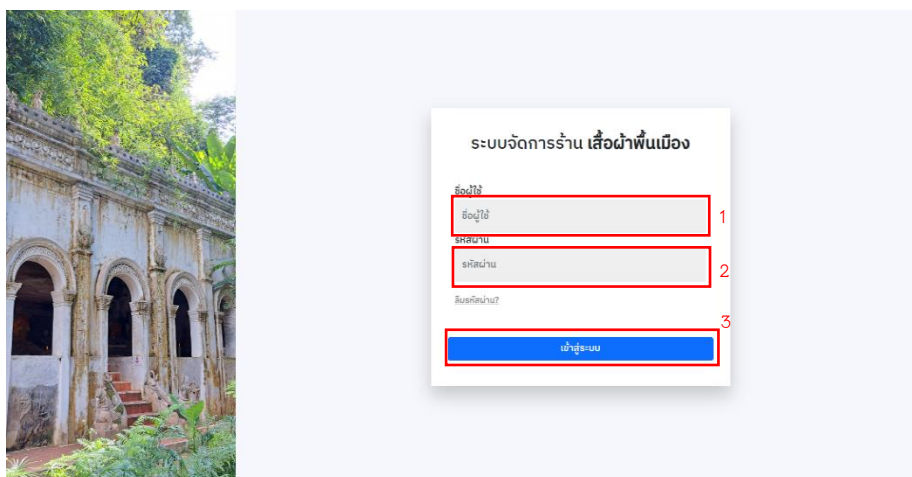 ระบบจัดการร้าน เสื้อผ้าพื้นเมือง
ชื่อผู้ใช้
ชื่อผู้ใช้
1
รหัสผ่าน
รหัสผ่าน
2
ลืมรหัสผ่าน?
3
เข้าสู่ระบบ